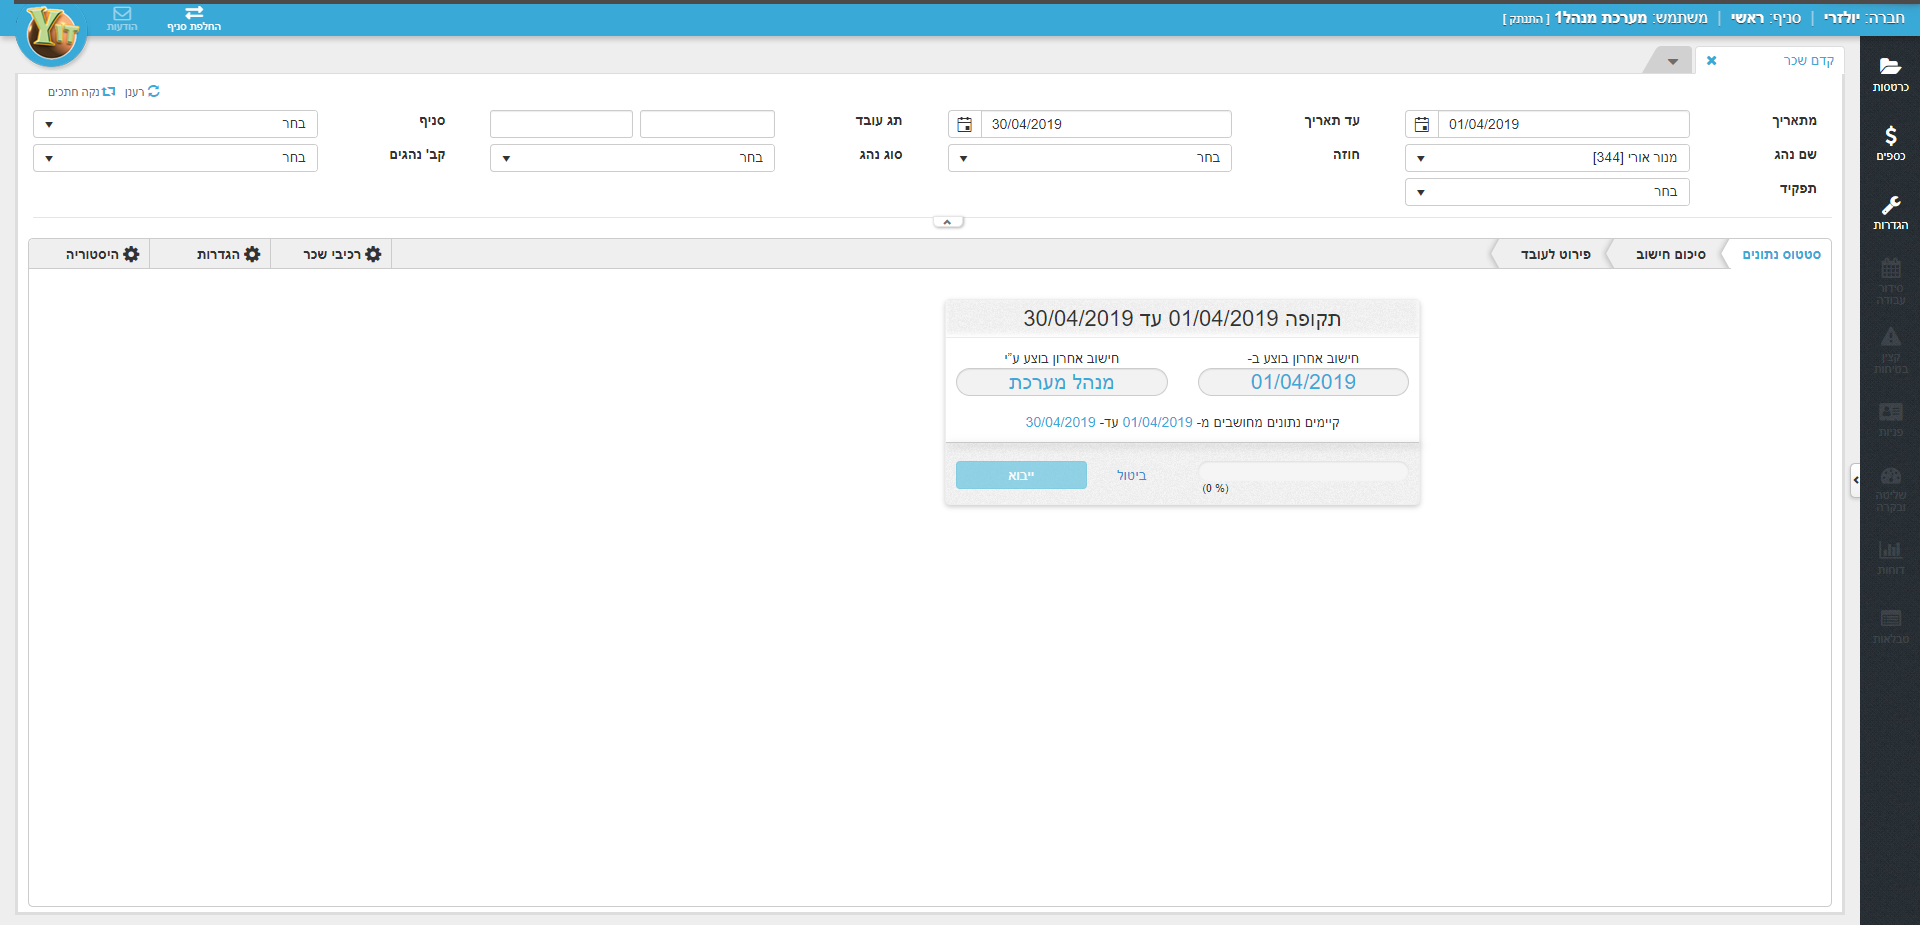 חברה: יולזרי | סניף: ראשי | משתמש: מערכת מנהל1 [ התנתק ]
החלפת סניף
הודעות
YIT
קדם שכר
רענן
נקה חתכים
מתאריך 01/04/2019 עד תאריך 30/04/2019 תג עובד סניף בחר
שם נהג מנור אורי [344] חוזה בחר סוג נהג בחר קב' נהגים בחר
תפקיד בחר
סטטוס נתונים סיכום חישוב פירוט לעובד רכיבי שכר הגדרות היסטוריה
תקופה 01/04/2019 עד 30/04/2019
חישוב אחרון בוצע ב- חישוב אחרון בוצע ע"י
01/04/2019 מנהל מערכת
קיימים נתונים מחושבים מ- 01/04/2019 עד- 30/04/2019
ביטול ייבוא
(0 %)
כרטסות
כספים
הגדרות
סידור
עבודה
קצין
בטיחות
פניות
שליטה
ובקרה
דוחות
טבלאות